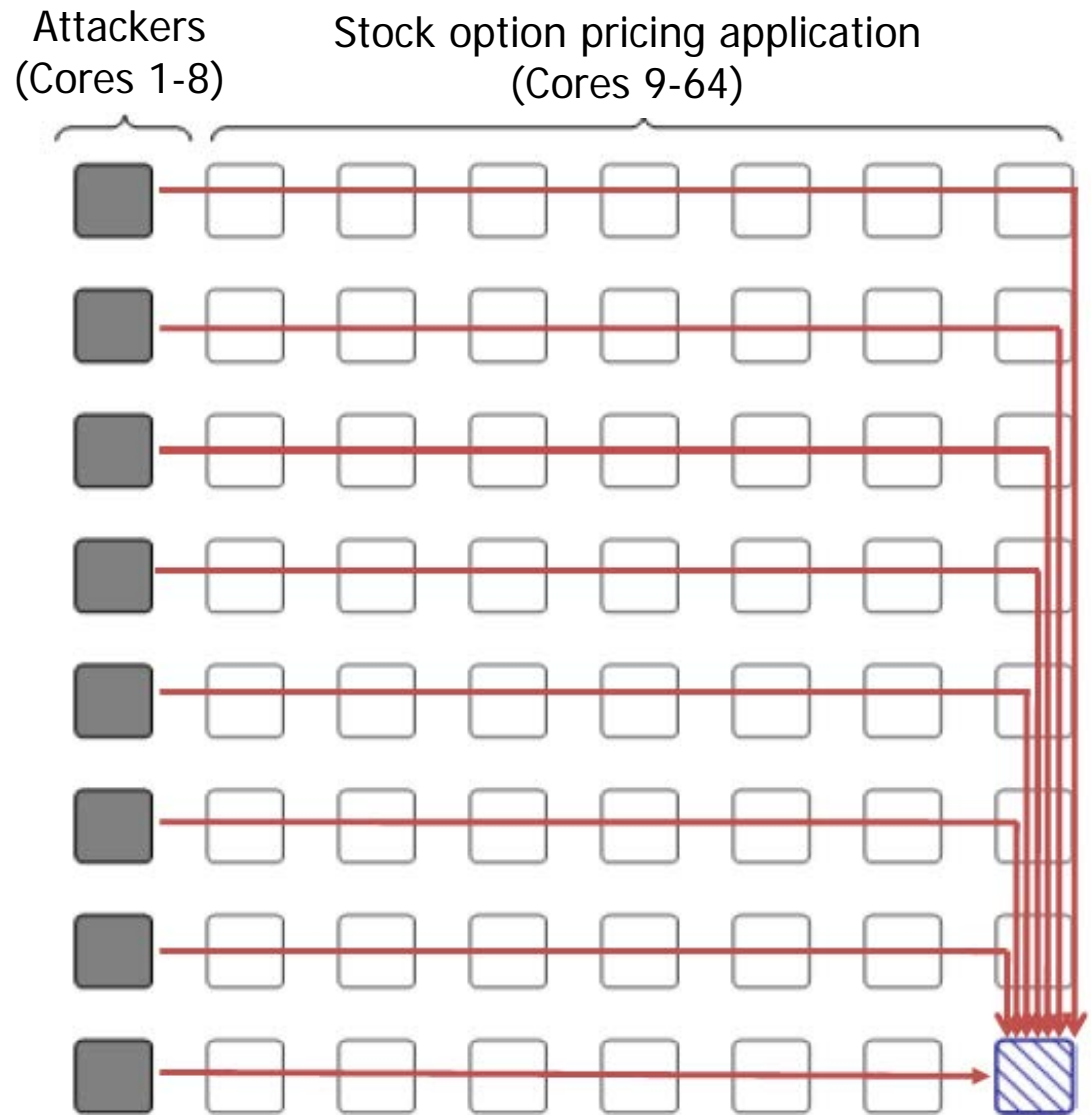 Attackers
(Cores 1-8)
Stock option pricing application
(Cores 9-64)